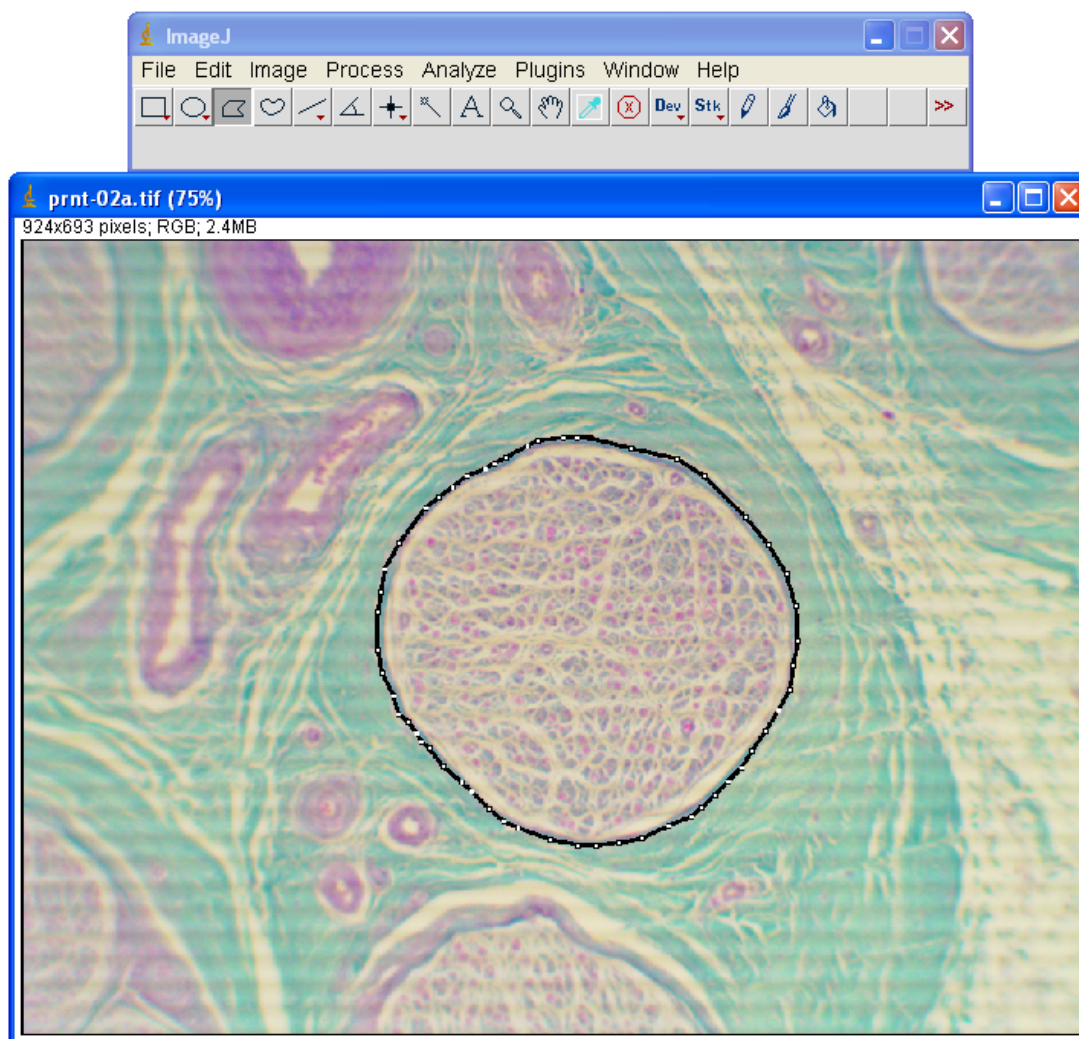 ImageJ
File Edit Image Process Analyze Plugins Window Help
A Dev Stk >>
prnt-02a.tif (75%)
924x693 pixels; RGB; 2.4MB